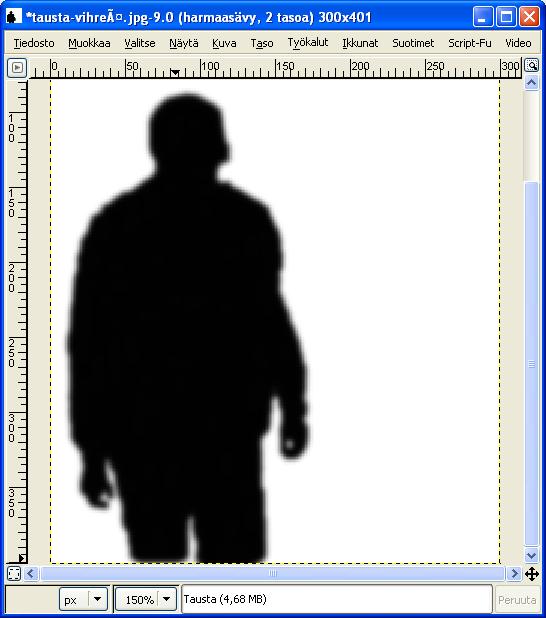 *tausta-vihreÃ¤.jpg-9.0 (harmaasävy, 2 tasoa) 300x401
Tiedosto Muokkaa Valitse Näytä Kuva Taso Työkalut Ikkunat Suotimet Script-Fu Video
0 50 100 150 200 250 300
100
150
200
250
300
350
px 150% Tausta (4,68 MB) Peruuta